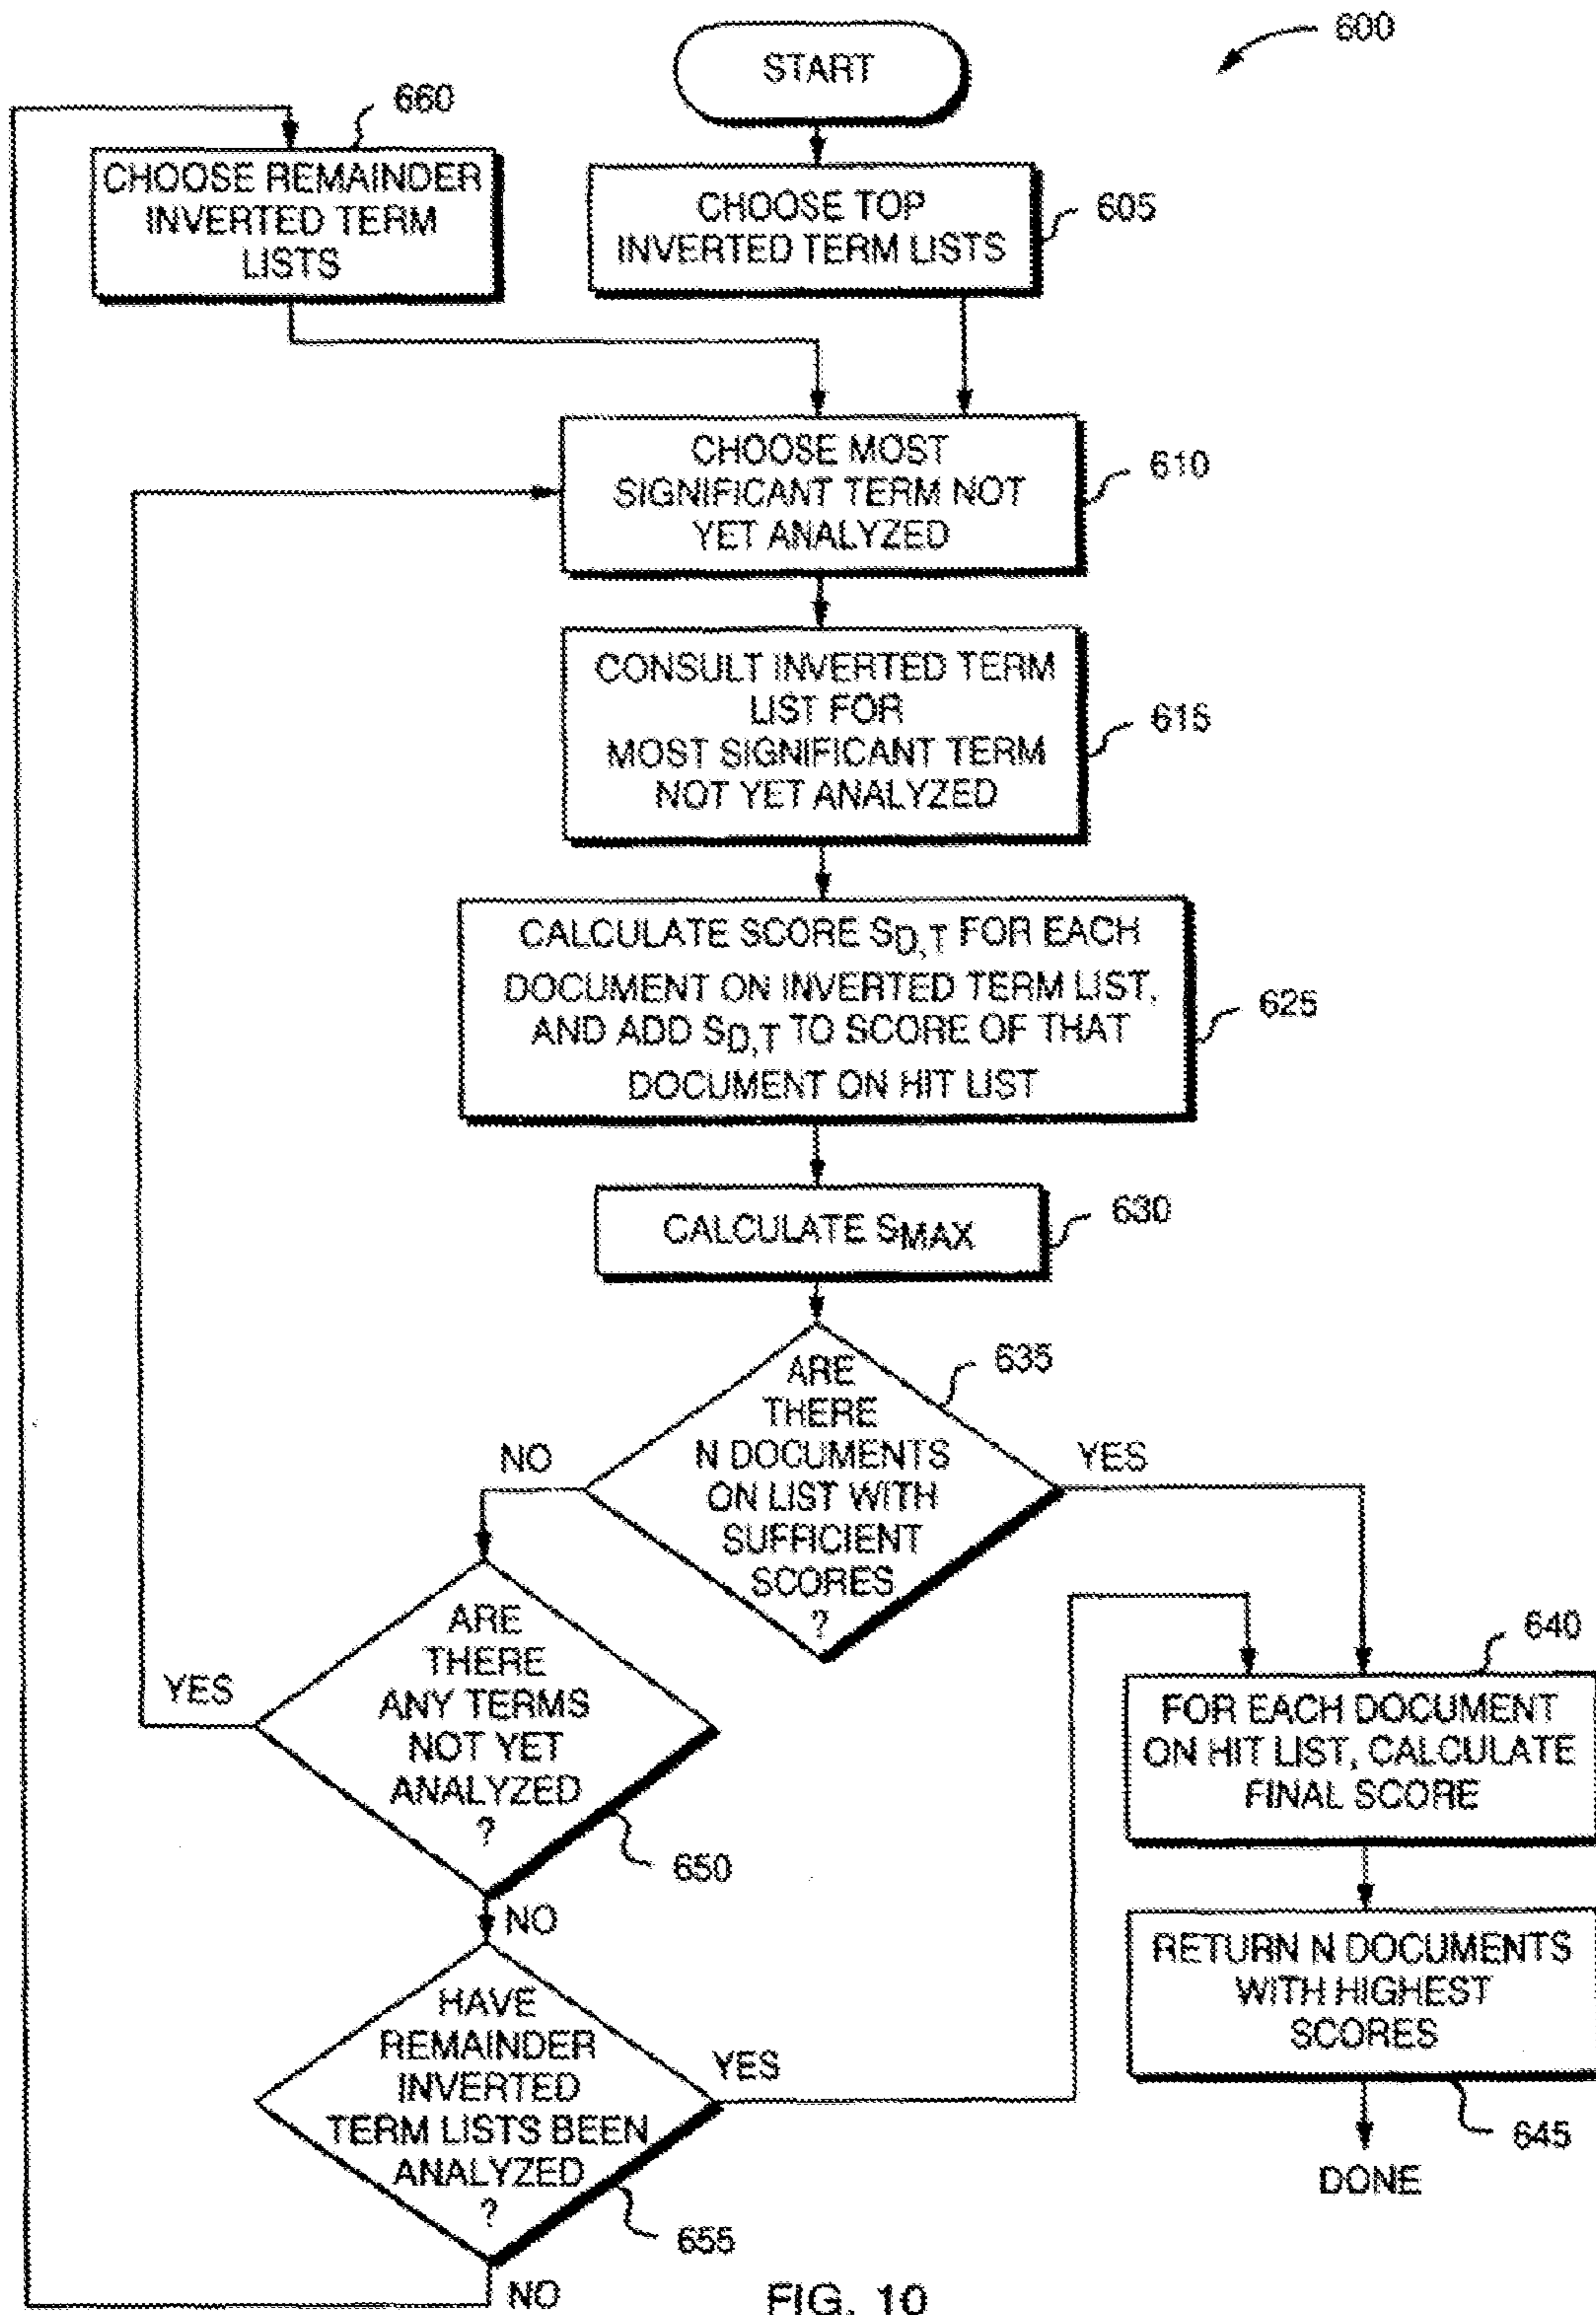 600
START
660
CHOOSE REMAINDER
INVERTED TERM
LISTS
CHOOSE TOP
INVERTED TERM LISTS
605
CHOOSE MOST
SIGNIFICANT TERM NOT
YET ANALYZED
610
CONSULT INVERTED TERM
LIST FOR
MOST SIGNIFICANT TERM
NOT YET ANALYZED
615
CALCULATE SCORE SD,T FOR EACH
DOCUMENT ON INVERTED TERM LIST,
AND ADD SD,T TO SCORE OF THAT
DOCUMENT ON HIT LIST
625
CALCULATE SMAX
630
ARE
THERE
N DOCUMENTS
ON LIST WITH
SUFFICIENT
SCORES
?
635
NO
YES
ARE
THERE
ANY TERMS
NOT YET
ANALYZED
?
YES
650
NO
640
FOR EACH DOCUMENT
ON HIT LIST, CALCULATE
FINAL SCORE
RETURN N DOCUMENTS
WITH HIGHEST
SCORES
645
DONE
HAVE
REMAINDER
INVERTED
TERM LISTS BEEN
ANALYZED
?
YES
655
NO
FIG. 10